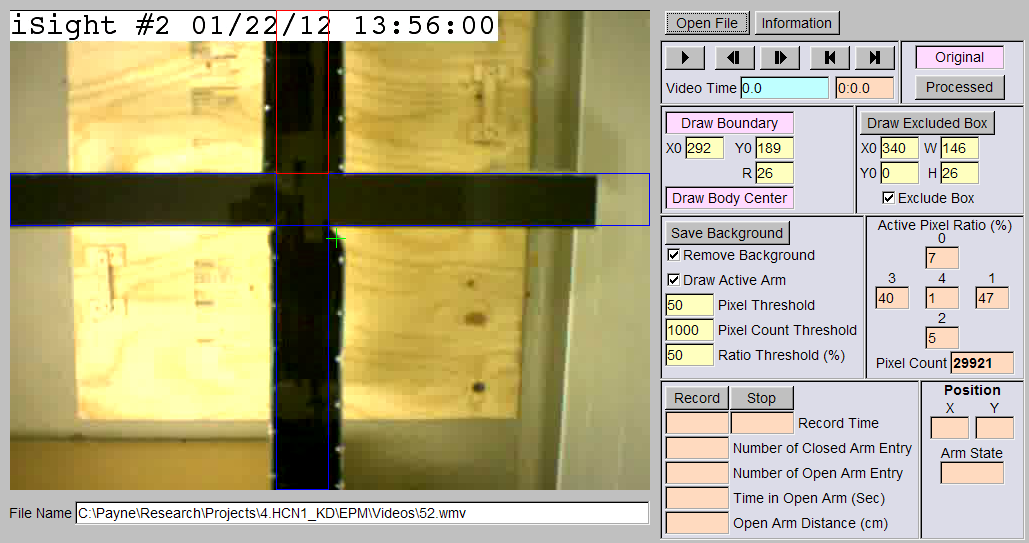 iSight #2 01/22/12 13:56:00
Open File Information
Original
Video Time 0.0 0:0.0
Processed
Draw Boundary Draw Excluded Box
X0 292 Y0 189 X0 340 W 146
R 26 Y0 0 H 26
Draw Body Center Exclude Box
Save Background Active Pixel Ratio (%)
0
Remove Background 7
Draw Active Arm 3 4 1
50 Pixel Threshold 40 1 47
2
1000 Pixel Count Threshold 5
50 Ratio Threshold (%) Pixel Count 29921
Record Stop Position
X Y
Record Time
Number of Closed Arm Entry
Arm State
Number of Open Arm Entry
Time in Open Arm (Sec)
File Name C:\Payne\Research\Projects\4.HCN1_KD\EPM\Videos\52.wmv
Open Arm Distance (cm)